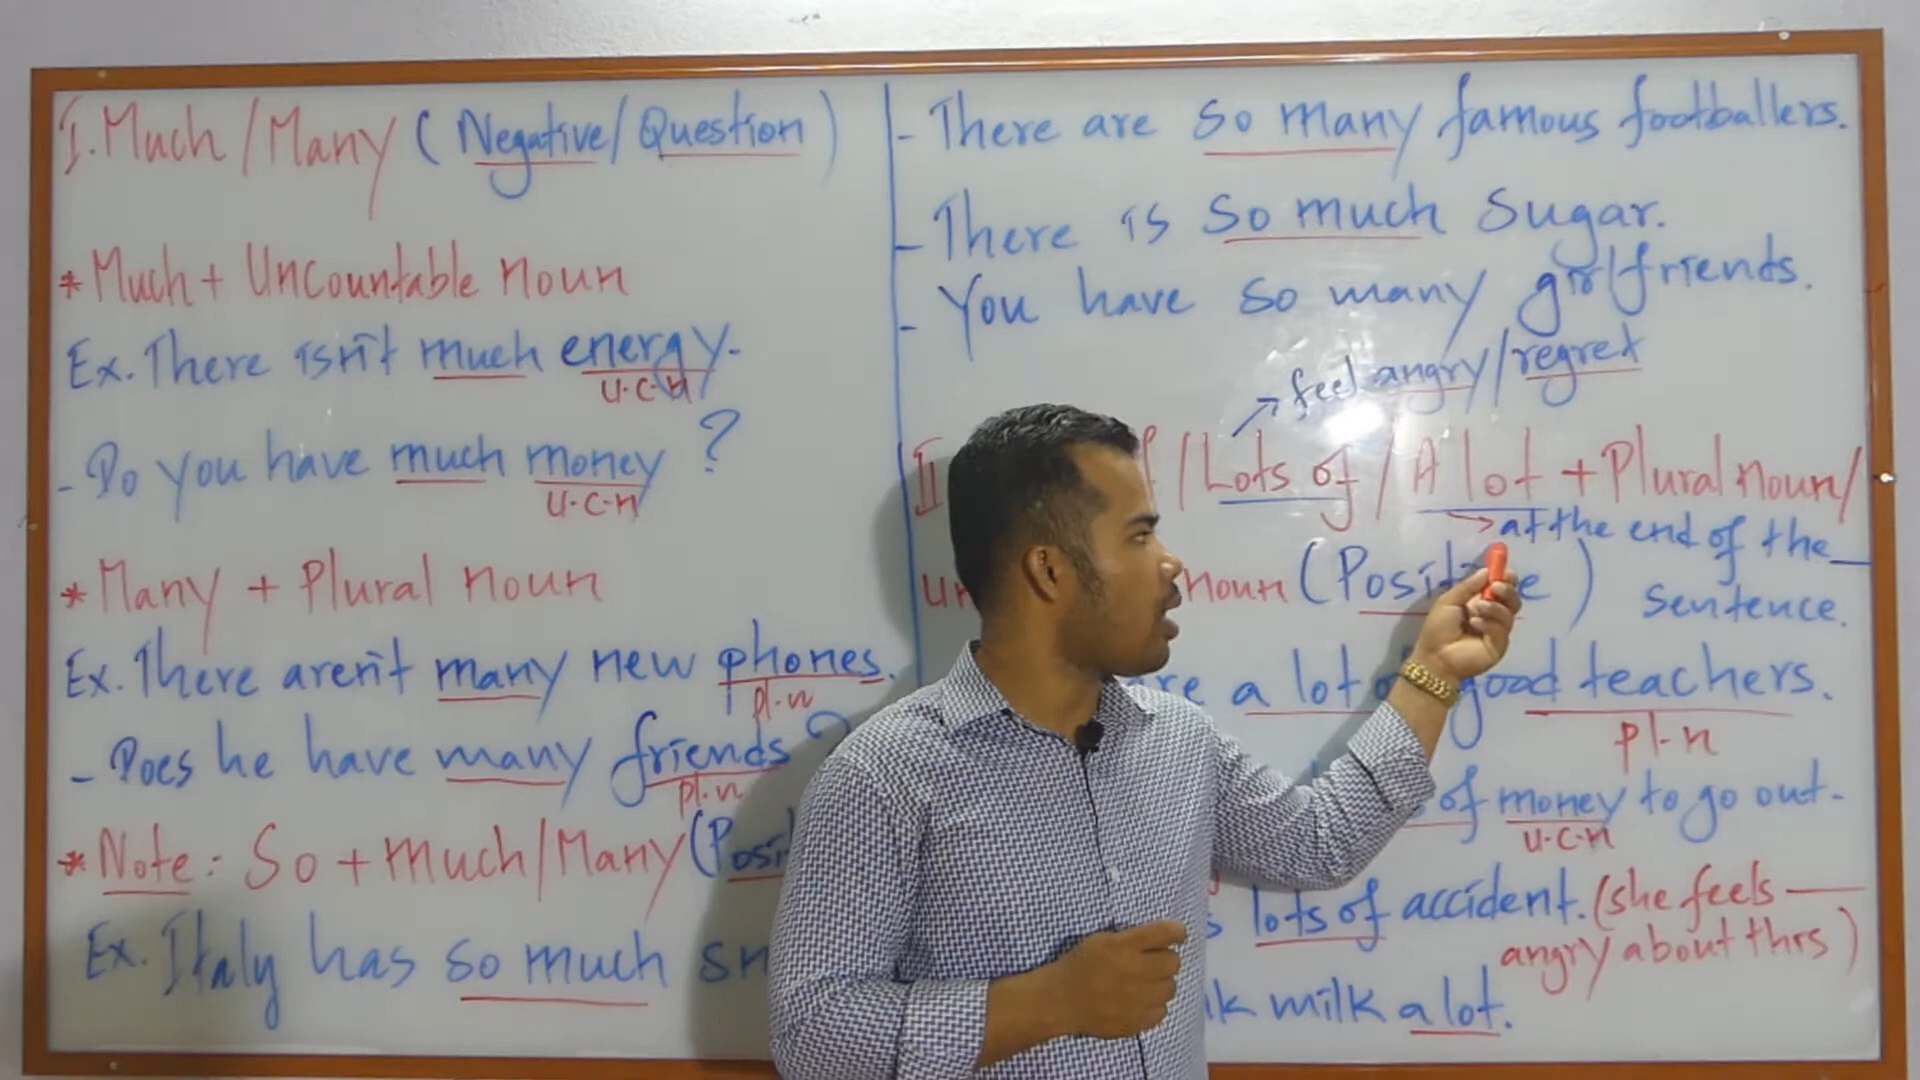 I. Much/Many (Negative/Question)
* Much + Uncountable noun
Ex. There isn't much energy.
u.c.n
- Do you have much money?
u.c.n
* Many + Plural noun
Ex. There aren't many new phones.
pl.n
- Does he have many friends?
pl.n
* Note: So + much/Many (Posi
Ex. Italy has so much sn
- There are so many famous footballers.
- There is so much sugar.
- You have so many girlfriends.
→ feel angry/regret
II / Lots of / A lot + Plural noun/
→ at the end of the
noun (Positive) sentence.
a lot good teachers.
pl.n
of money to go out.
u.c.n
lots of accident. (she feels
angry about this)
milk a lot.